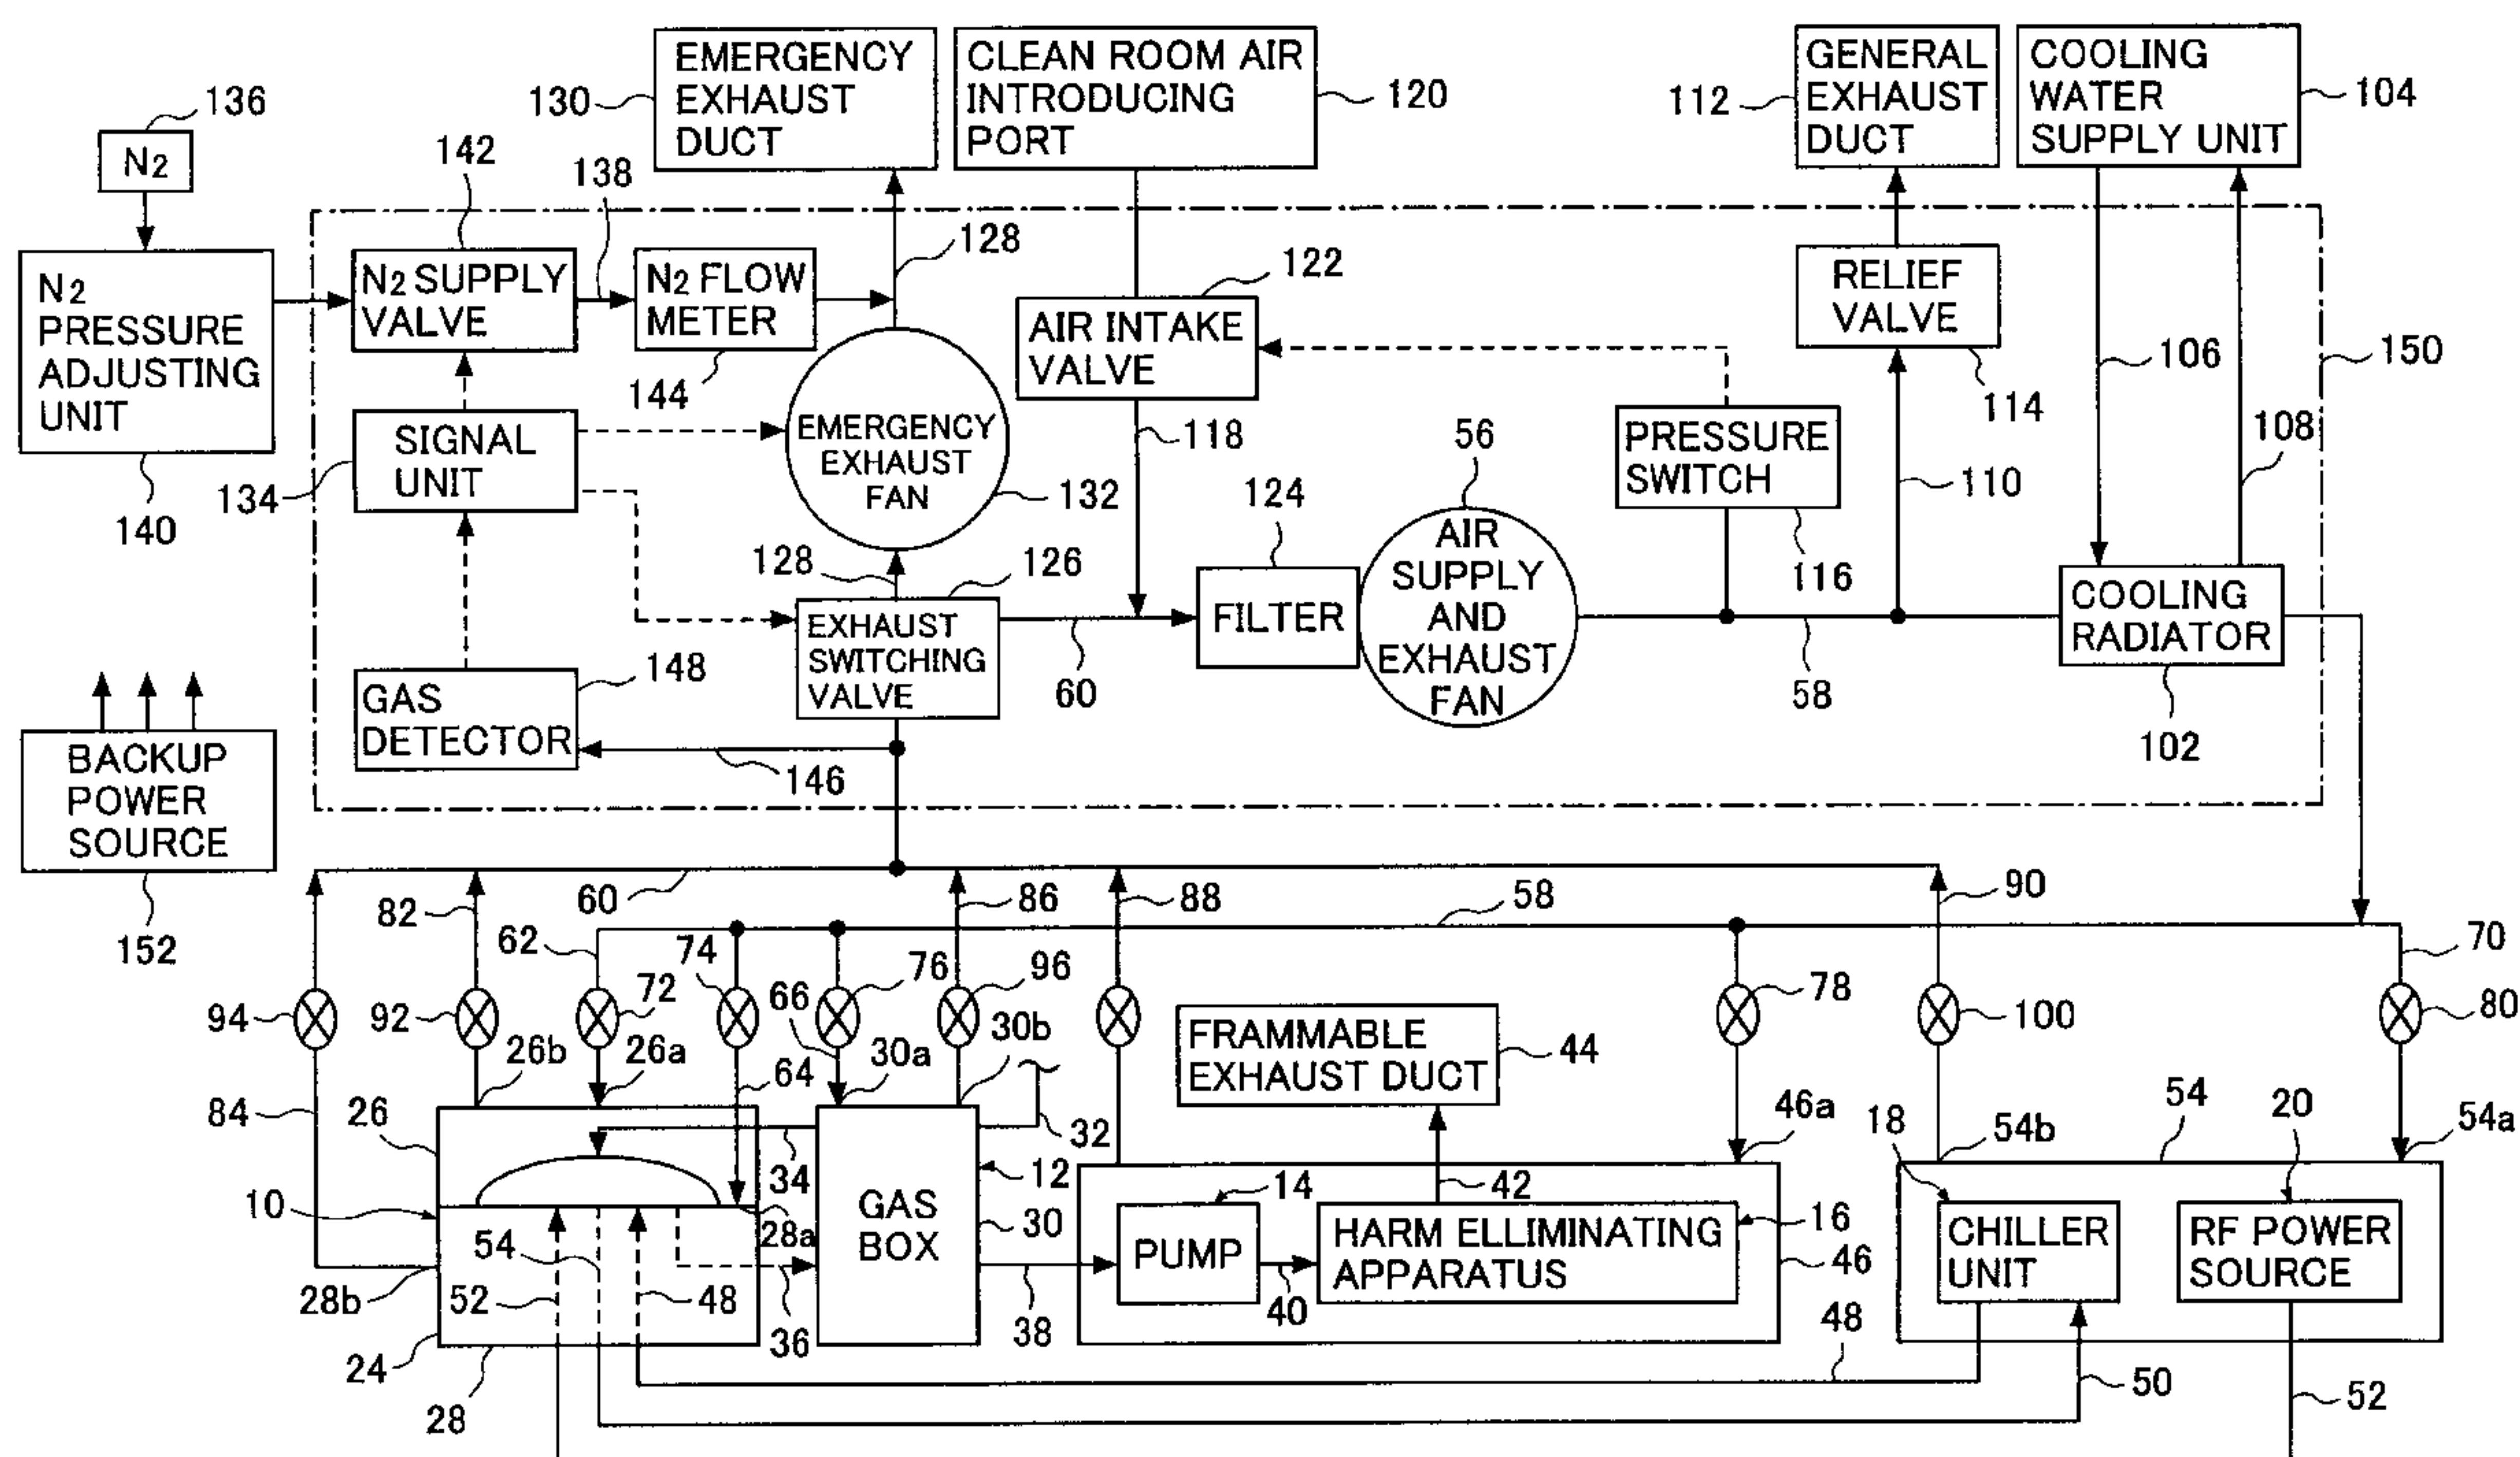 136
N2
N2
PRESSURE
ADJUSTING
UNIT
140
142
N2 SUPPLY
VALVE
138
N2 FLOW
METER
144
130
EMERGENCY
EXHAUST
DUCT
128
CLEAN ROOM AIR
INTRODUCING
PORT
120
122
AIR INTAKE
VALVE
118
112
GENERAL
EXHAUST
DUCT
COOLING
WATER
SUPPLY UNIT
104
RELIEF
VALVE
114
106
108
150
SIGNAL
UNIT
134
EMERGENCY
EXHAUST
FAN
132
PRESSURE
SWITCH
116
110
56
AIR
SUPPLY
AND
EXHAUST
FAN
124
FILTER
128
126
EXHAUST
SWITCHING
VALVE
60
58
COOLING
RADIATOR
102
GAS
DETECTOR
148
146
BACKUP
POWER
SOURCE
152
60
82
62
74
76
86
96
88
58
90
70
94
92
72
66
78
100
80
26b
26a
64
30a
30b
FRAMMABLE
EXHAUST DUCT
44
84
26
10
28b
24
28
54
52
48
28a
34
36
GAS
BOX
32
12
30
38
PUMP
14
40
42
HARM ELLIMINATING
APPARATUS
16
46
46a
18
54b
54
20
54a
CHILLER
UNIT
RF POWER
SOURCE
48
50
52